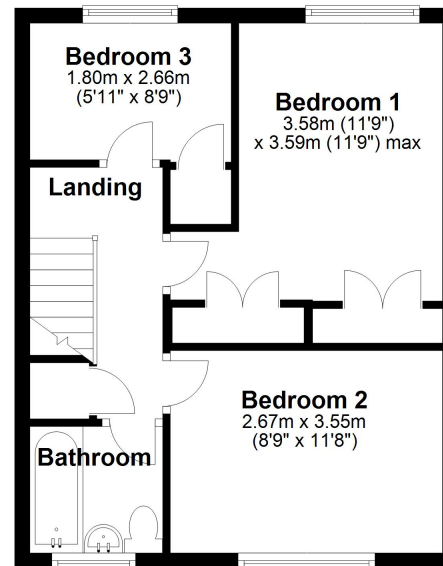 Bedroom 3
1.80m x 2.66m
(5'11" x 8'9")
Bedroom 1
3.58m (11'9")
x 3.59m (11'9") max
Landing
Bedroom 2
2.67m x 3.55m
(8'9" x 11'8")
Bathroom